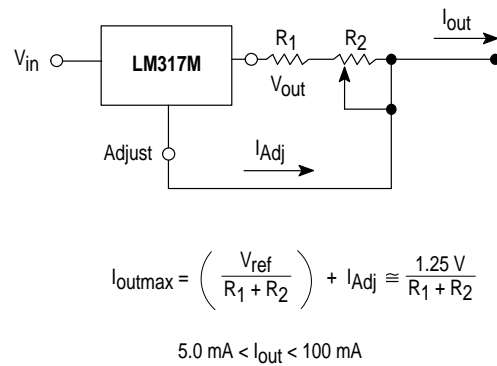 Iout
R1 R2
Vin LM317M
Vout
Adjust IAdj
Ioutmax = ( Vref / R1 + R2 ) + IAdj ≅ 1.25 V / R1 + R2
5.0 mA < Iout < 100 mA